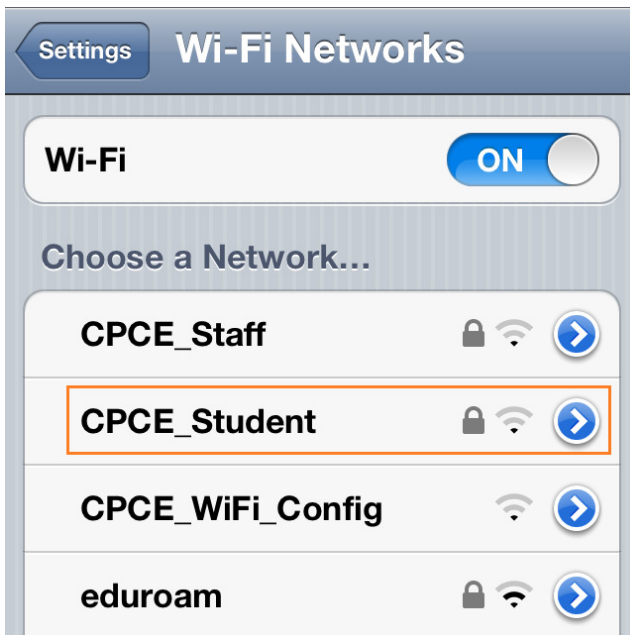 Settings Wi-Fi Networks
Wi-Fi ON
Choose a Network...
CPCE_Staff
CPCE_Student
CPCE_WiFi_Config
eduroam